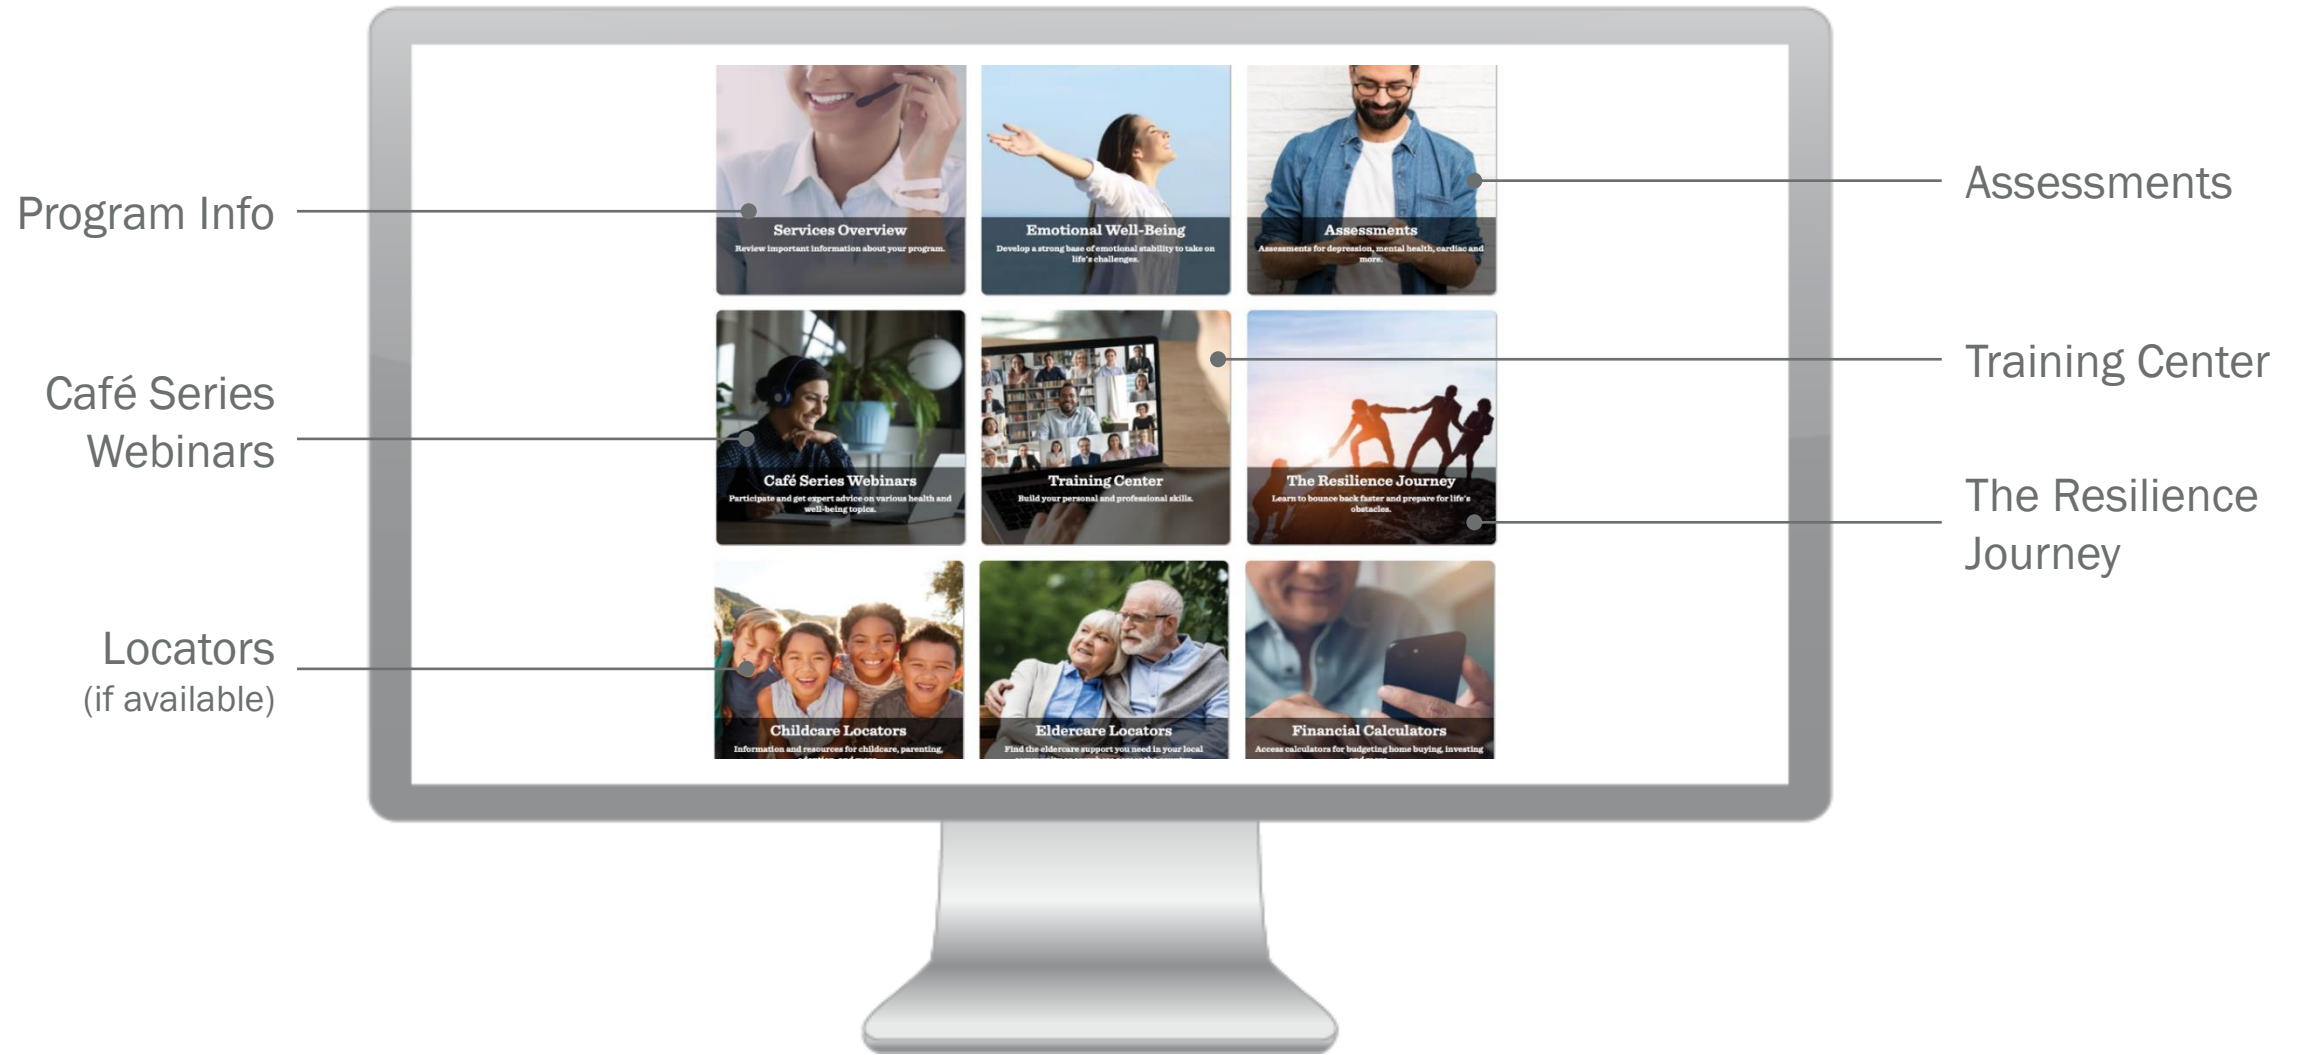 Program Info
Café Series
Webinars
Locators
(if available)
Services Overview
Review important information about your program.
Emotional Well-Being
Develop a strong base of emotional stability to take on
life's challenges.
Assessments
Assessments for depression, mental health, cardiac and
more.
Café Series Webinars
Participate and get expert advice on various health and
well-being topics.
Training Center
Build your personal and professional skills.
The Resilience Journey
Learn to bounce back faster and prepare for life's
obstacles.
Childcare Locators
Information and resources for childcare, parenting,
Eldercare Locators
Find the eldercare support you need in your local
Financial Calculators
Access calculators for budgeting home buying, investing
Assessments
Training Center
The Resilience
Journey